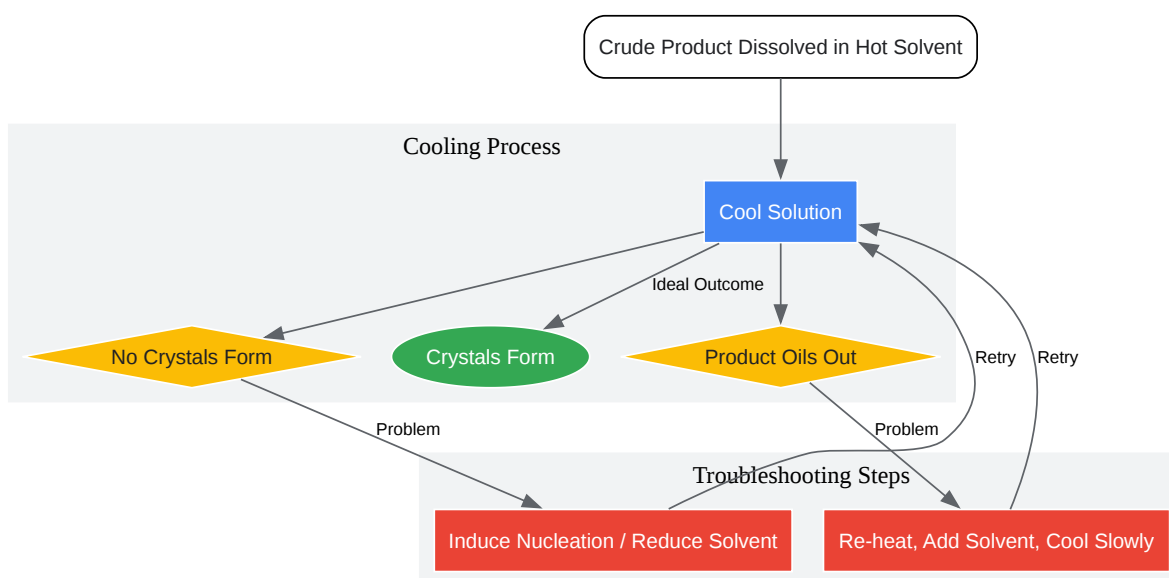 Crude Product Dissolved in Hot Solvent
Cooling Process
Cool Solution
Ideal Outcome
No Crystals Form
Crystals Form
Product Oils Out
Retry
Retry
Problem
Problem
Troubleshooting Steps
Induce Nucleation / Reduce Solvent
Re-heat, Add Solvent, Cool Slowly